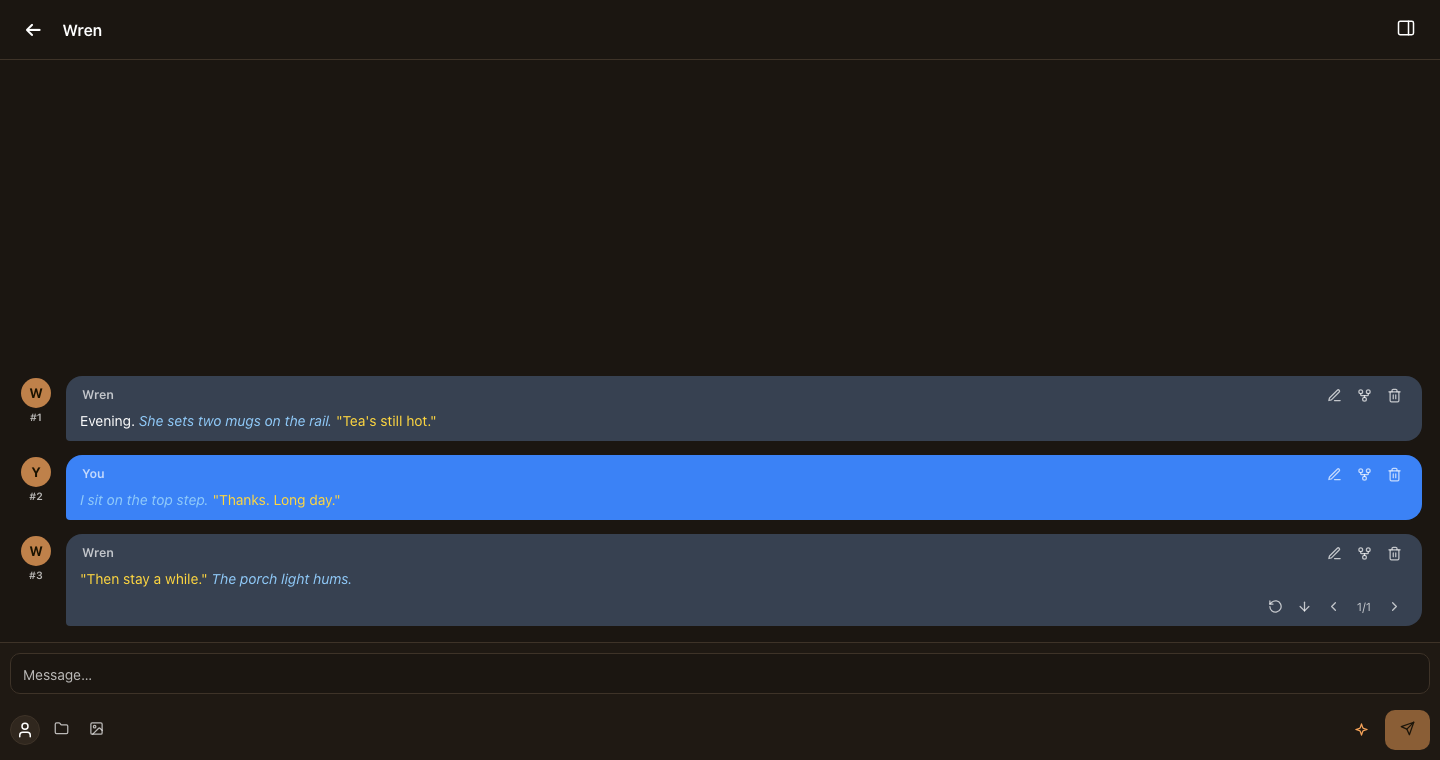 Wren
W
#1
Wren
Evening. She sets two mugs on the rail. "Tea's still hot."
Y
#2
You
I sit on the top step. "Thanks. Long day."
W
#3
Wren
"Then stay a while." The porch light hums.
1/1
Message...